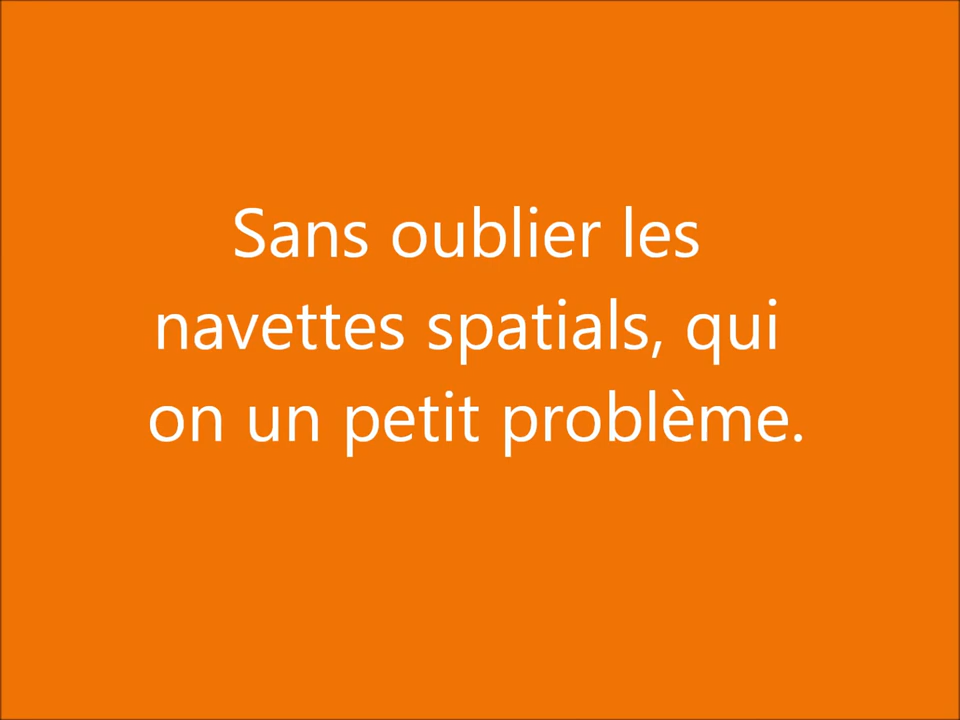 Sans oublier les
navettes spatials, qui
on un petit problème.